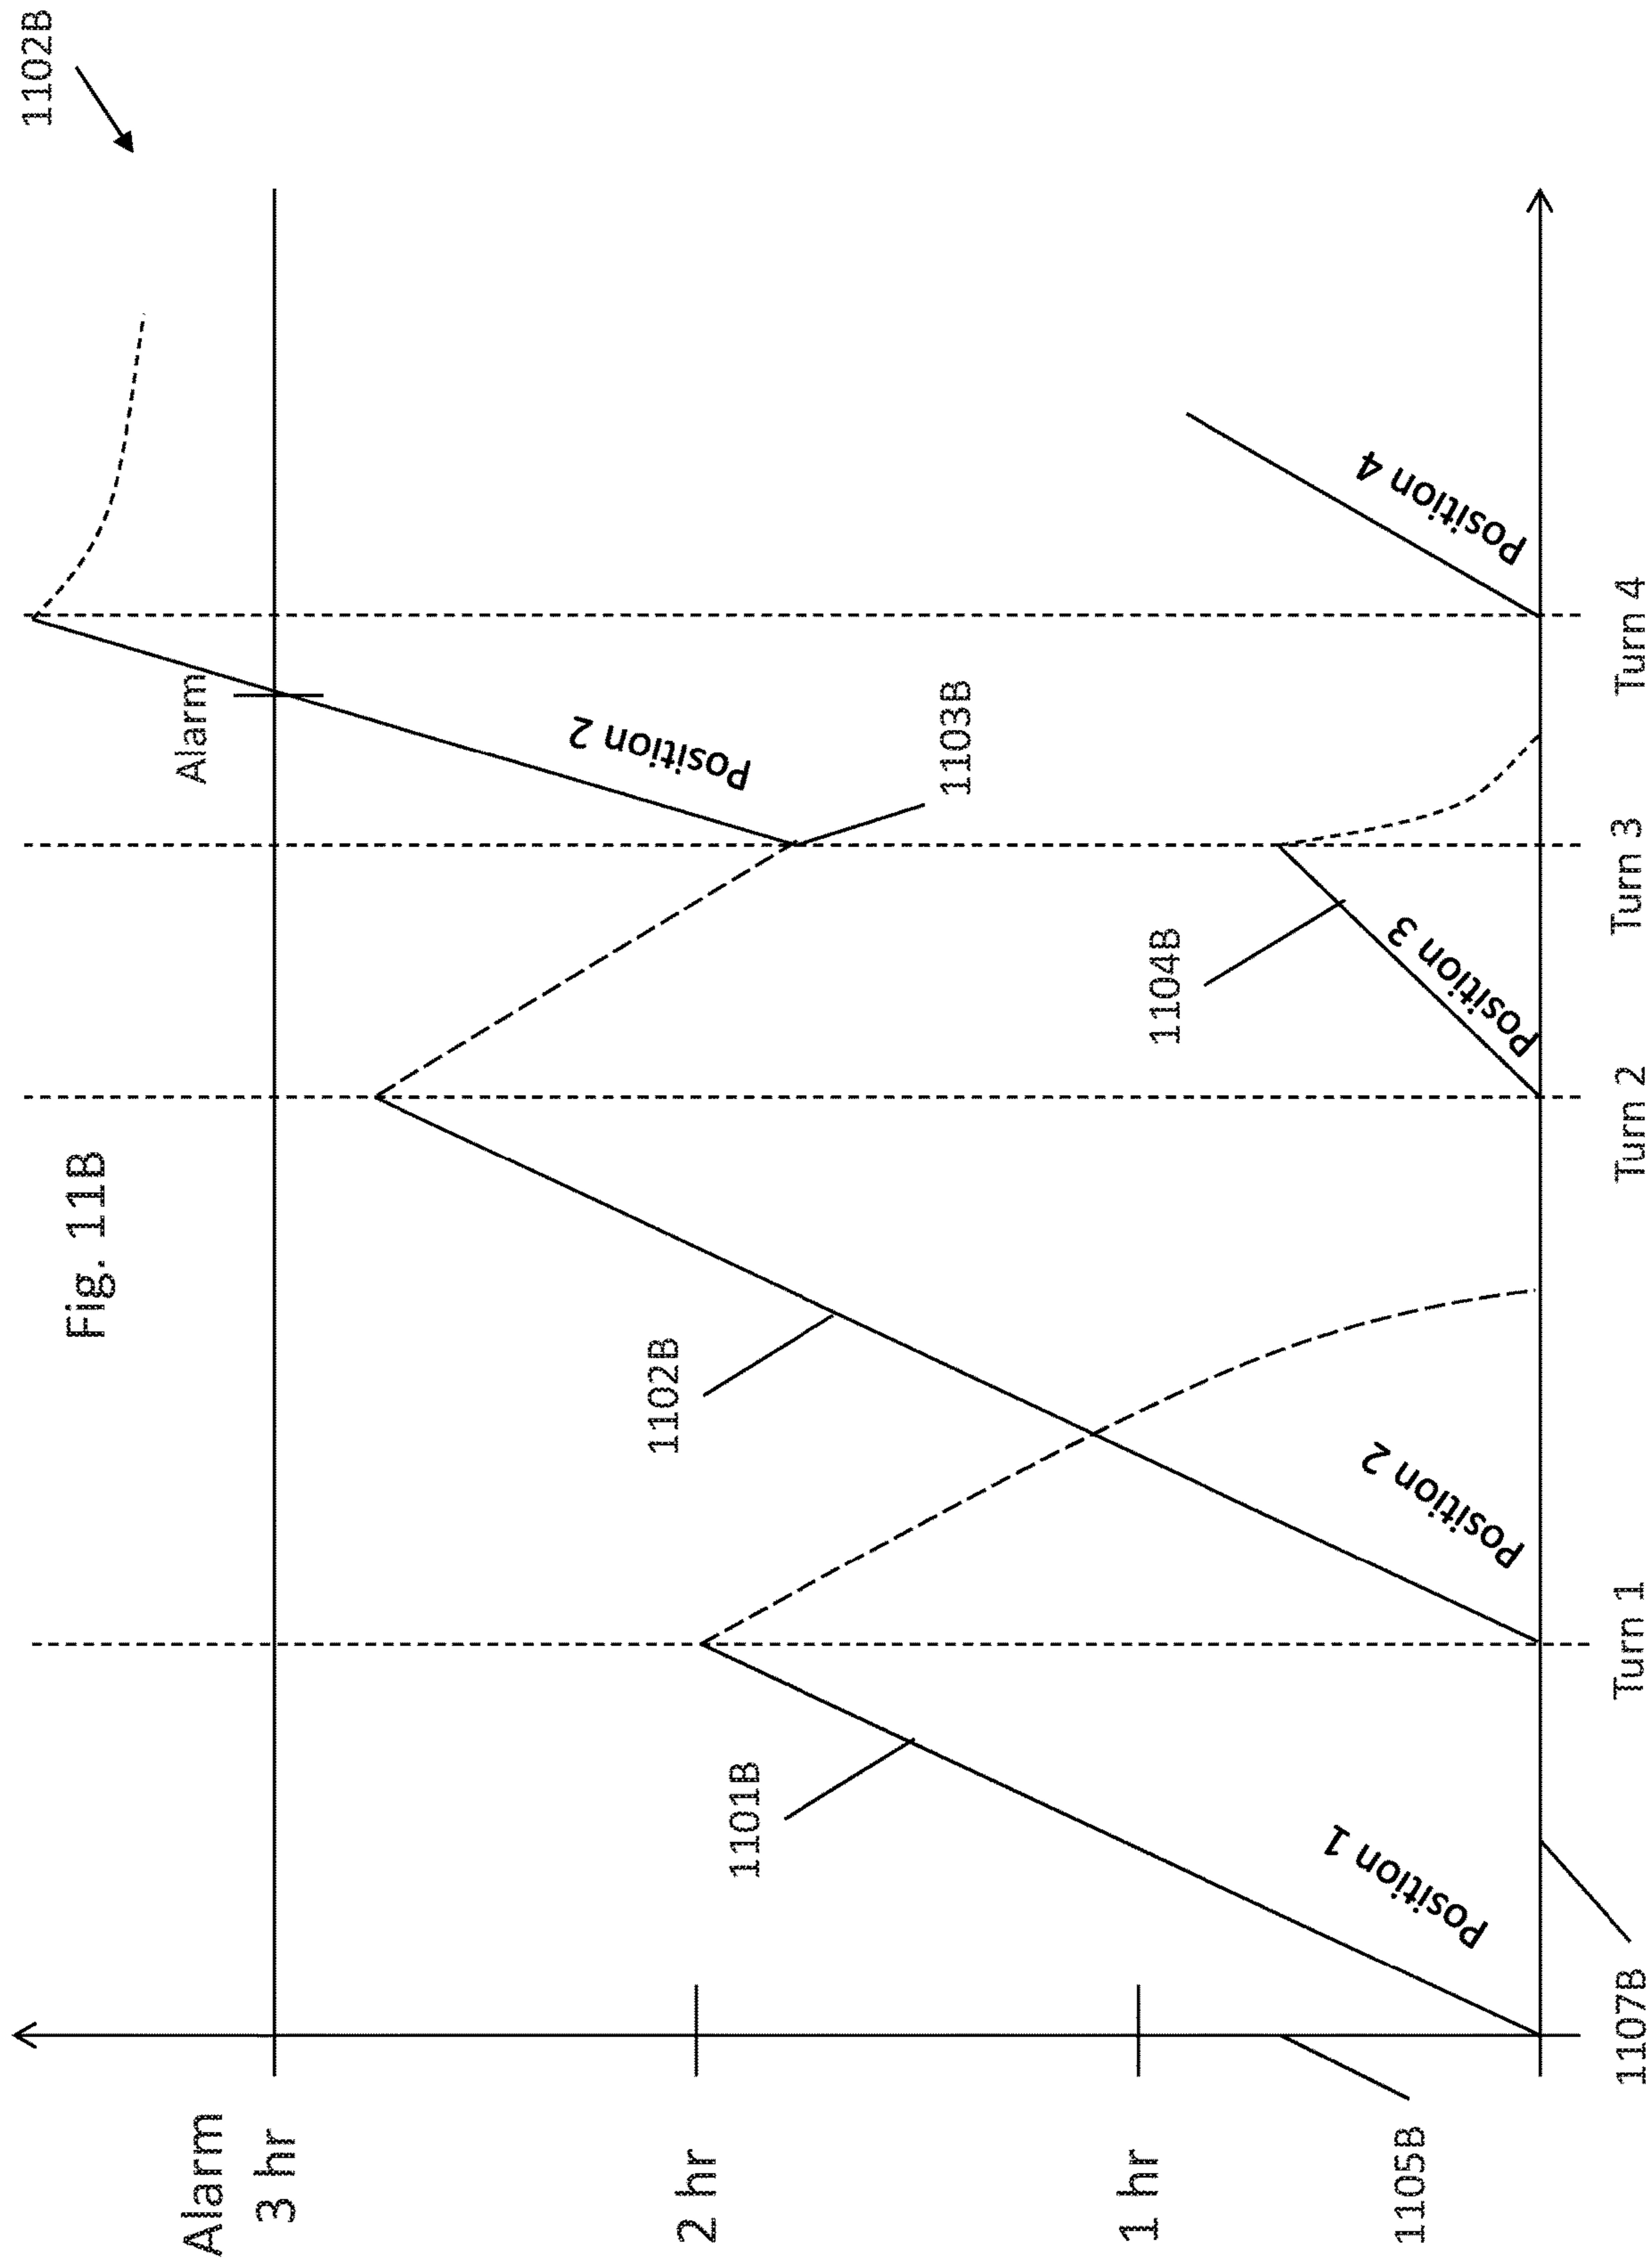 Fig. 11B
1102B
Alarm
3 hr
2 hr
1 hr
1105B
1107B
1101B
1102B
1103B
1104B
Alarm
Position 1
Position 2
Position 3
Position 2
Position 4
Turn 1
Turn 2
Turn 3
Turn 4